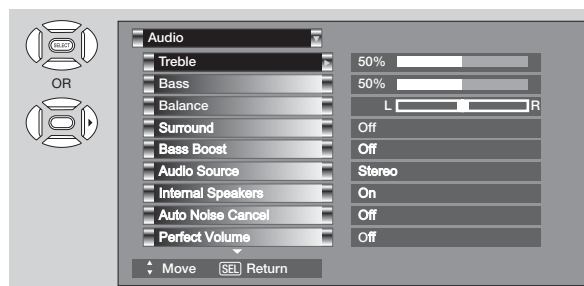 SELECT
OR
Audio
Treble 50%
Bass 50%
Balance L R
Surround Off
Bass Boost Off
Audio Source Stereo
Internal Speakers On
Auto Noise Cancel Off
Perfect Volume Off
Move SEL Return